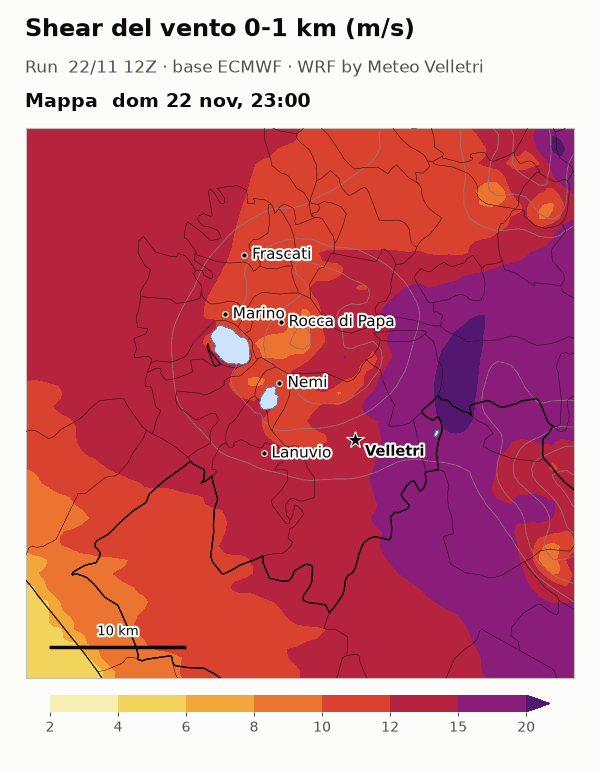 Shear del vento 0-1 km (m/s)
Run 22/11 12Z · base ECMWF · WRF by Meteo Velletri
Mappa dom 22 nov, 23:00
Frascati
Marino
Rocca di Papa
Nemi
Velletri
Lanuvio
10 km
2 4 6 8 10 12 15 20